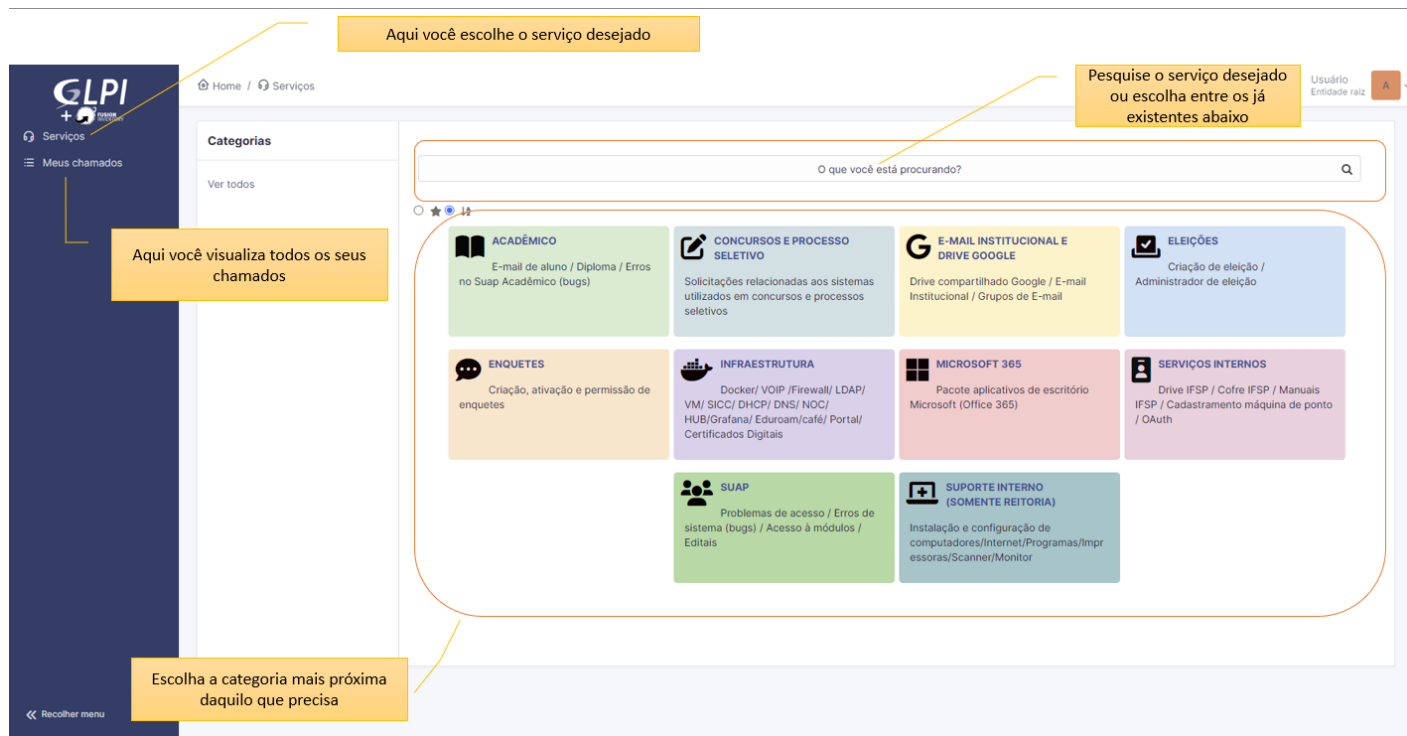 Aqui você escolhe o serviço desejado
GLPI
+ FUSION
INVENTORY
Home / Serviços
Pesquise o serviço desejado
ou escolha entre os já
existentes abaixo
Usuário
Entidade raiz
A
Serviços
Meus chamados
Categorias
Ver todos
O que você está procurando?
Aqui você visualiza todos os seus
chamados
ACADÊMICO
E-mail de aluno / Diploma / Erros
no Suap Acadêmico (bugs)
CONCURSOS E PROCESSO
SELETIVO
Solicitações relacionadas aos sistemas
utilizados em concursos e processos
seletivos
E-MAIL INSTITUCIONAL E
DRIVE GOOGLE
Drive compartilhado Google / E-mail
Institucional / Grupos de E-mail
ELEIÇÕES
Criação de eleição /
Administrador de eleição
ENQUETES
Criação, ativação e permissão de
enquetes
INFRAESTRUTURA
Docker/ VOIP /Firewall/ LDAP/
VM/ SICC/ DHCP/ DNS/ NOC/
HUB/Grafana/ Eduroam/café/ Portal/
Certificados Digitais
MICROSOFT 365
Pacote aplicativos de escritório
Microsoft (Office 365)
SERVIÇOS INTERNOS
Drive IFSP / Cofre IFSP / Manuais
IFSP / Cadastramento máquina de ponto
/ OAuth
SUAP
Problemas de acesso / Erros de
sistema (bugs) / Acesso à módulos /
Editais
SUPORTE INTERNO
(SOMENTE REITORIA)
Instalação e configuração de
computadores/Internet/Programas/Impr
essoras/Scanner/Monitor
Escolha a categoria mais próxima
daquilo que precisa
Recolher menu